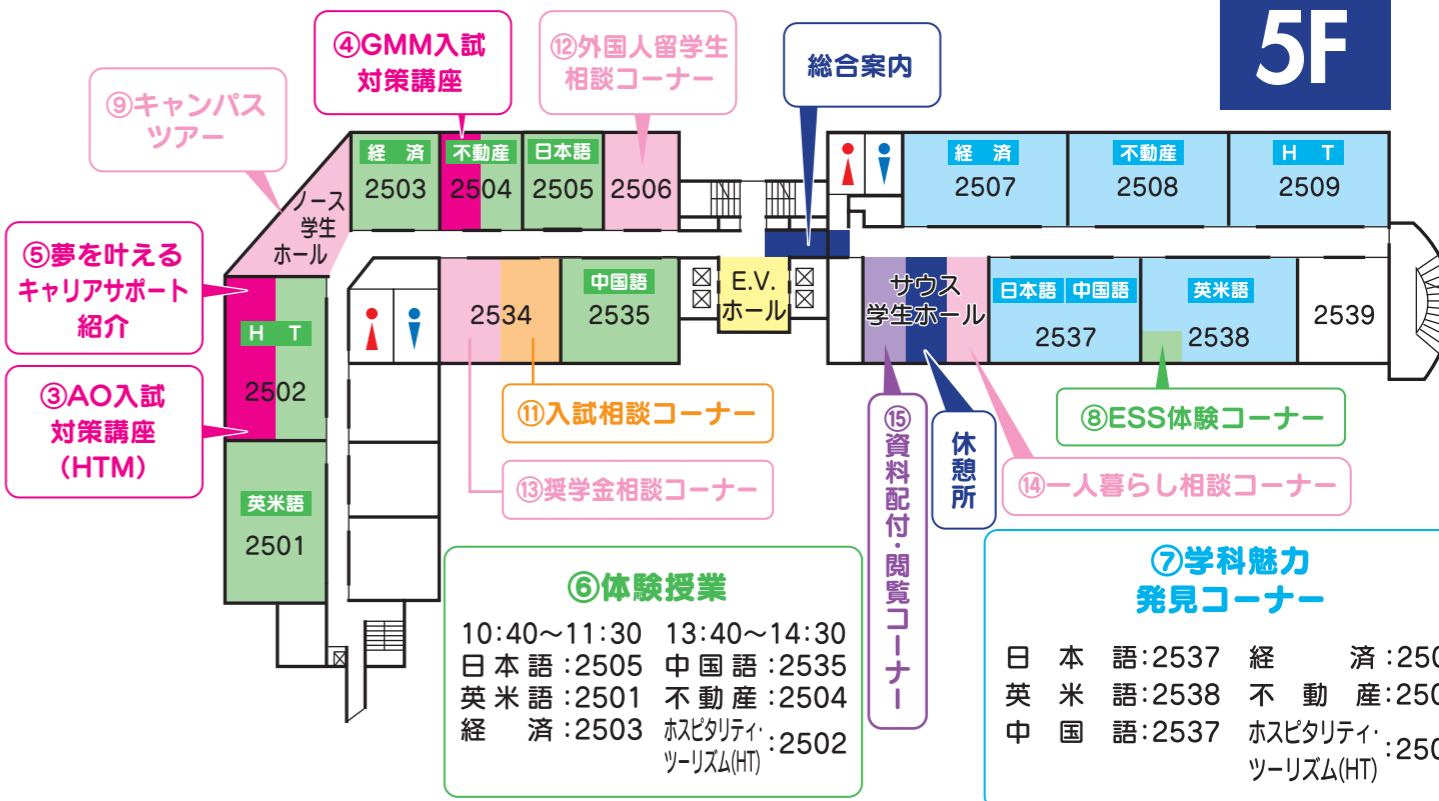 5F
④GMM入試
対策講座
⑫外国人留学生
相談コーナー
総合案内
⑨キャンパス
ツアー
経 済
2503
不動産
2504
日本語
2505
2506
経 済
2507
不動産
2508
H T
2509
ノース
学生
ホール
⑤夢を叶える
キャリアサポート
紹介
H T
2502
2534
中国語
2535
E.V.
ホール
サウス
学生ホール
日本語 中国語
2537
英米語
2538
2539
③AO入試
対策講座
(HTM)
⑪入試相談コーナー
⑬奨学金相談コーナー
⑮資料配付・閲覧コーナー
休憩所
⑧ESS体験コーナー
⑭一人暮らし相談コーナー
英米語
2501
⑥体験授業
10:40〜11:30 13:40〜14:30
日本語:2505 中国語:2535
英米語:2501 不動産:2504
経 済:2503 ホスピタリティ・
ツーリズム(HT):2502
⑦学科魅力
発見コーナー
日 本 語:2537 経 済:250
英 米 語:2538 不 動 産:250
中 国 語:2537 ホスピタリティ・
ツーリズム(HT):250